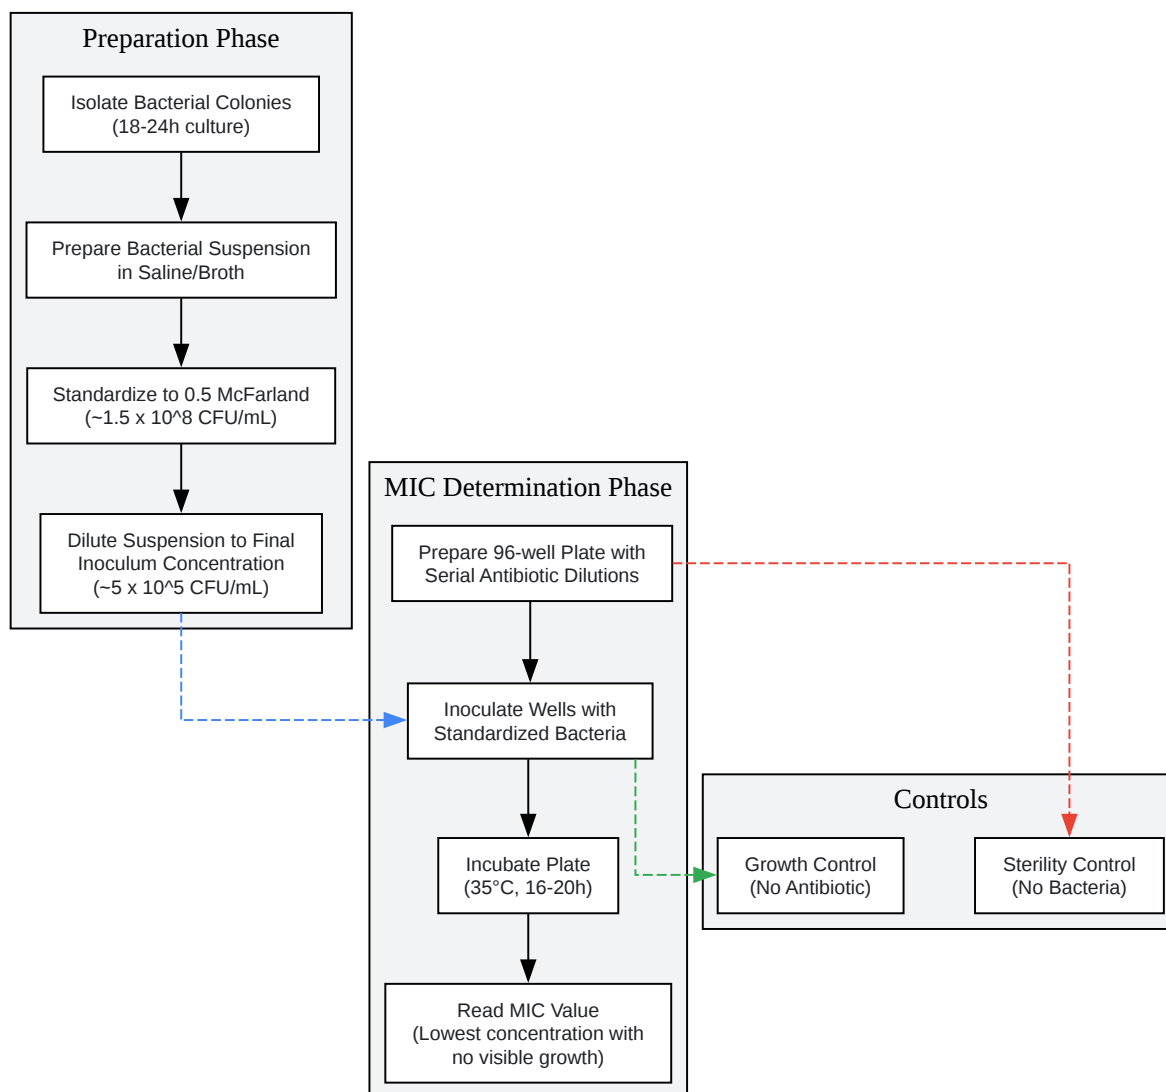 Preparation Phase
Isolate Bacterial Colonies
(18-24h culture)
Prepare Bacterial Suspension
in Saline/Broth
Standardize to 0.5 McFarland
(~1.5 x 10^8 CFU/mL)
Dilute Suspension to Final
Inoculum Concentration
(~5 x 10^5 CFU/mL)
MIC Determination Phase
Prepare 96-well Plate with
Serial Antibiotic Dilutions
Inoculate Wells with
Standardized Bacteria
Incubate Plate
(35°C, 16-20h)
Read MIC Value
(Lowest concentration with
no visible growth)
Controls
Growth Control
(No Antibiotic)
Sterility Control
(No Bacteria)